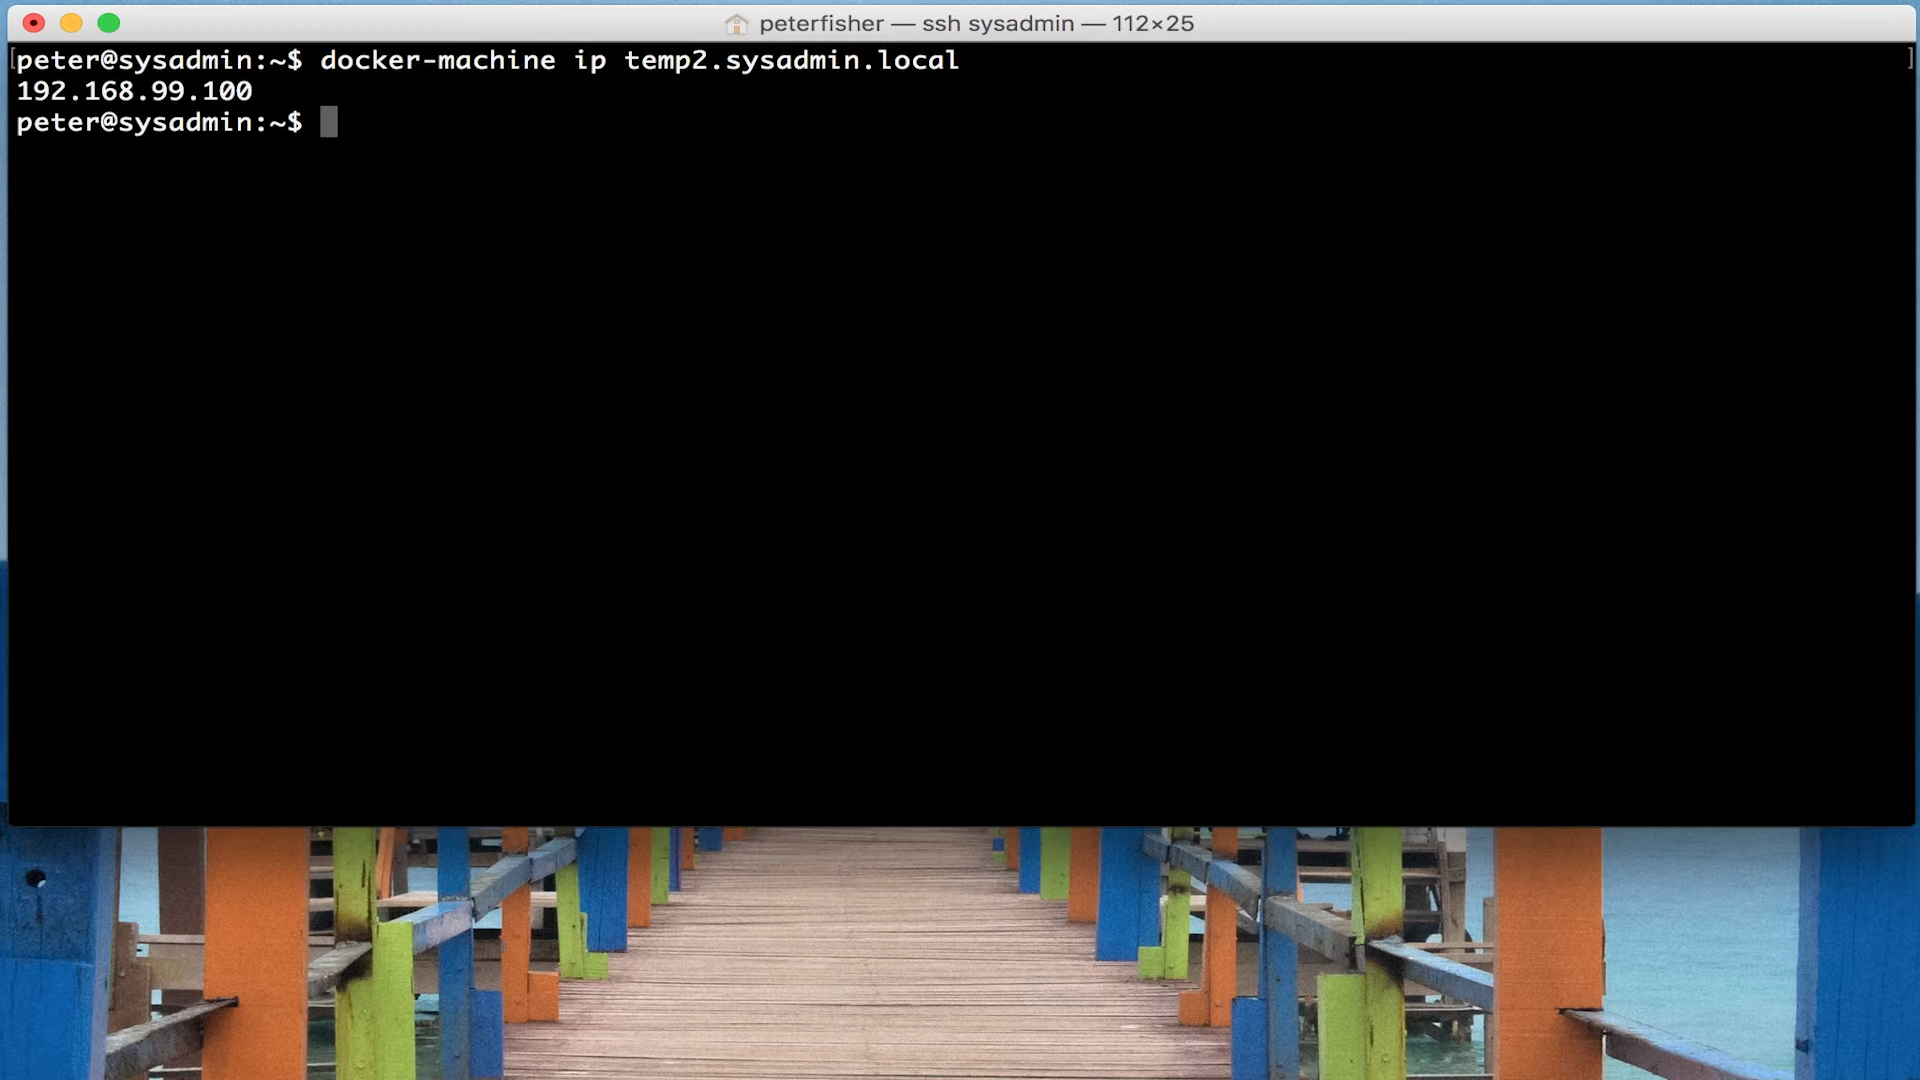 peterfisher — ssh sysadmin — 112×25
[peter@sysadmin:~$ docker-machine ip temp2.sysadmin.local ]
192.168.99.100
peter@sysadmin:~$